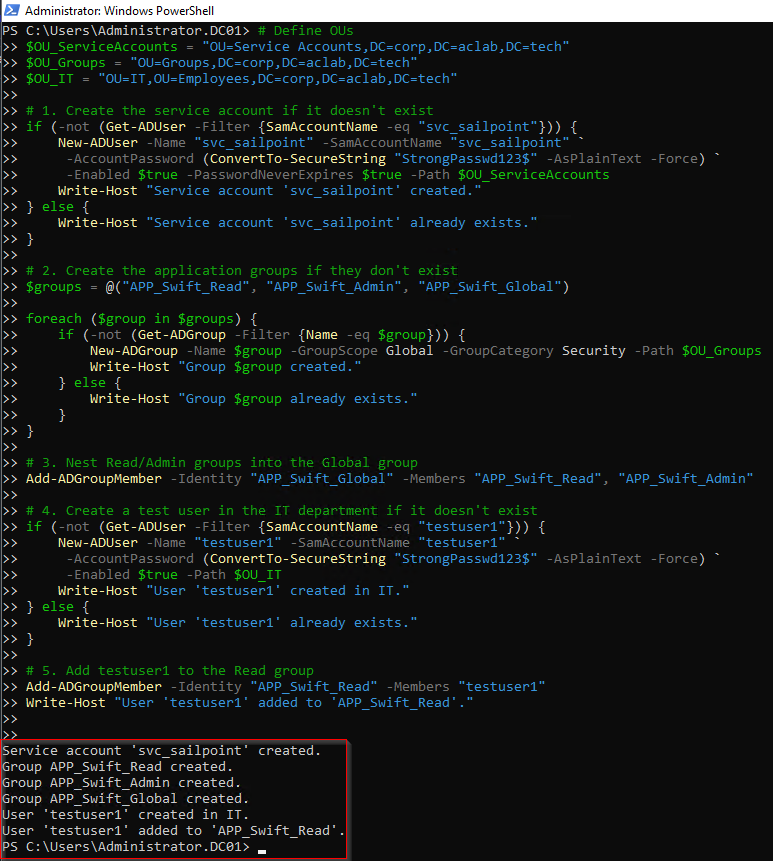 Administrator: Windows PowerShell
PS C:\Users\Administrator.DC01> # Define OUs
>> $OU_ServiceAccounts = "OU=Service Accounts,DC=corp,DC=aclab,DC=tech"
>> $OU_Groups = "OU=Groups,DC=corp,DC=aclab,DC=tech"
>> $OU_IT = "OU=IT,OU=Employees,DC=corp,DC=aclab,DC=tech"
>>
>> # 1. Create the service account if it doesn't exist
>> if (-not (Get-ADUser -Filter {SamAccountName -eq "svc_sailpoint"})) {
>>     New-ADUser -Name "svc_sailpoint" -SamAccountName "svc_sailpoint" `
>>      -AccountPassword (ConvertTo-SecureString "StrongPasswd123$" -AsPlainText -Force) `
>>      -Enabled $true -PasswordNeverExpires $true -Path $OU_ServiceAccounts
>>     Write-Host "Service account 'svc_sailpoint' created."
>> } else {
>>     Write-Host "Service account 'svc_sailpoint' already exists."
>> }
>>
>> # 2. Create the application groups if they don't exist
>> $groups = @("APP_Swift_Read", "APP_Swift_Admin", "APP_Swift_Global")
>>
>> foreach ($group in $groups) {
>>     if (-not (Get-ADGroup -Filter {Name -eq $group})) {
>>         New-ADGroup -Name $group -GroupScope Global -GroupCategory Security -Path $OU_Groups
>>         Write-Host "Group $group created."
>>     } else {
>>         Write-Host "Group $group already exists."
>>     }
>> }
>>
>> # 3. Nest Read/Admin groups into the Global group
>> Add-ADGroupMember -Identity "APP_Swift_Global" -Members "APP_Swift_Read", "APP_Swift_Admin"
>>
>> # 4. Create a test user in the IT department if it doesn't exist
>> if (-not (Get-ADUser -Filter {SamAccountName -eq "testuser1"})) {
>>     New-ADUser -Name "testuser1" -SamAccountName "testuser1" `
>>      -AccountPassword (ConvertTo-SecureString "StrongPasswd123$" -AsPlainText -Force) `
>>      -Enabled $true -Path $OU_IT
>>     Write-Host "User 'testuser1' created in IT."
>> } else {
>>     Write-Host "User 'testuser1' already exists."
>> }
>>
>> # 5. Add testuser1 to the Read group
>> Add-ADGroupMember -Identity "APP_Swift_Read" -Members "testuser1"
>> Write-Host "User 'testuser1' added to 'APP_Swift_Read'."
>>
>>
Service account 'svc_sailpoint' created.
Group APP_Swift_Read created.
Group APP_Swift_Admin created.
Group APP_Swift_Global created.
User 'testuser1' created in IT.
User 'testuser1' added to 'APP_Swift_Read'.
PS C:\Users\Administrator.DC01>